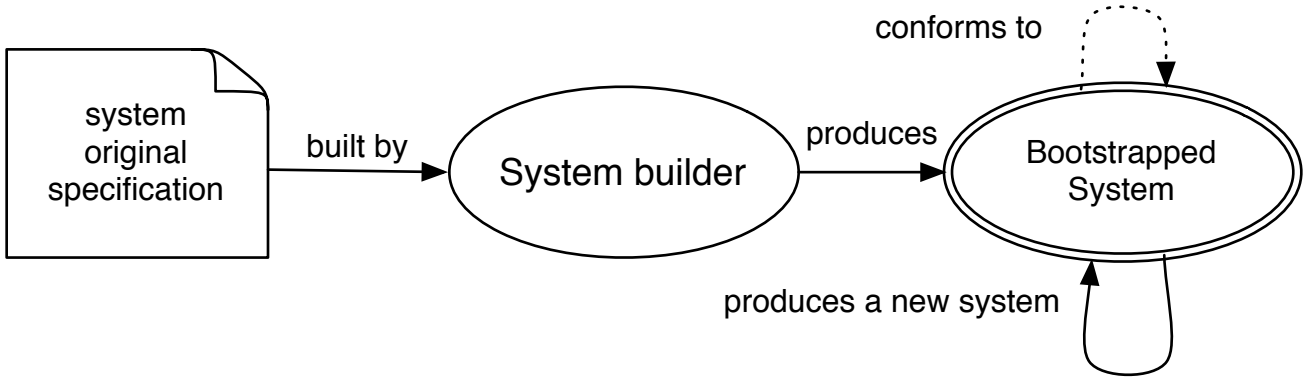 conforms to
system
original
specification
built by
System builder
produces
Bootstrapped
System
produces a new system